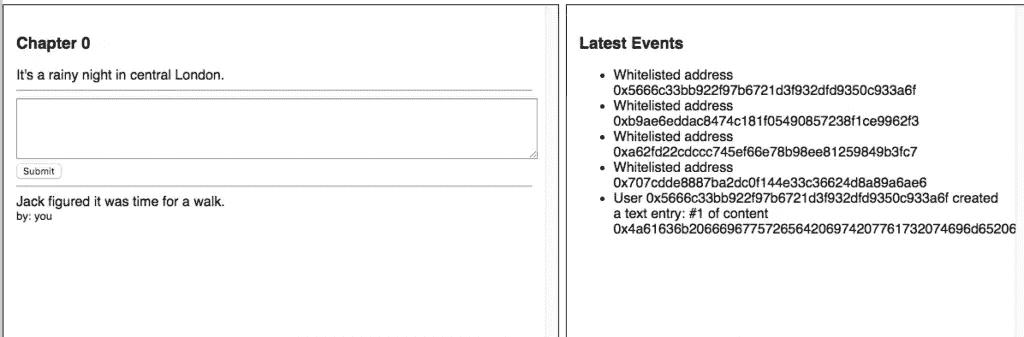 Chapter 0
It's a rainy night in central London.
Submit
Jack figured it was time for a walk.
by: you
Latest Events
Whitelisted address
0x5666c33bb922f97b6721d3f932dfd9350c933a6f
Whitelisted address
0xb9ae6eddac8474c181f05490857238f1ce9962f3
Whitelisted address
0xa62fd22cdccc745ef66e78b98ee81259849b3fc7
Whitelisted address
0x707cdde8887ba2dc0f144e33c36624d8a89a6ae6
User 0x5666c33bb922f97b6721d3f932dfd9350c933a6f created
a text entry: #1 of content
0x4a61636b20666967757265642069742077617320746​96d65206